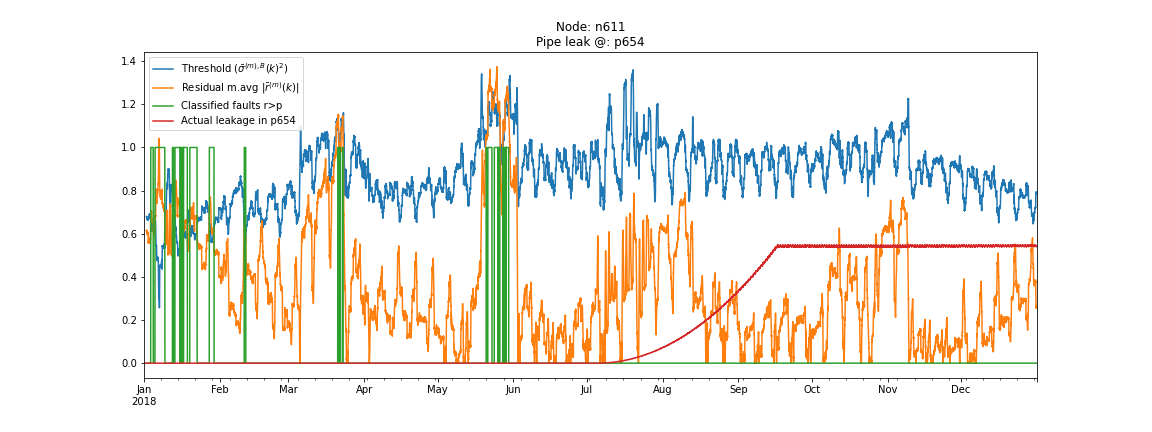 Node: n611
Pipe leak @: p654
1.4
1.2
1.0
0.8
0.6
0.4
0.2
0.0
Threshold (σ̃⁽ᵐ⁾,ᴮ(k)²)
Residual m.avg |r̄⁽ᵐ⁾(k)|
Classified faults r>p
Actual leakage in p654
Jan Feb Mar Apr May Jun Jul Aug Sep Oct Nov Dec
2018